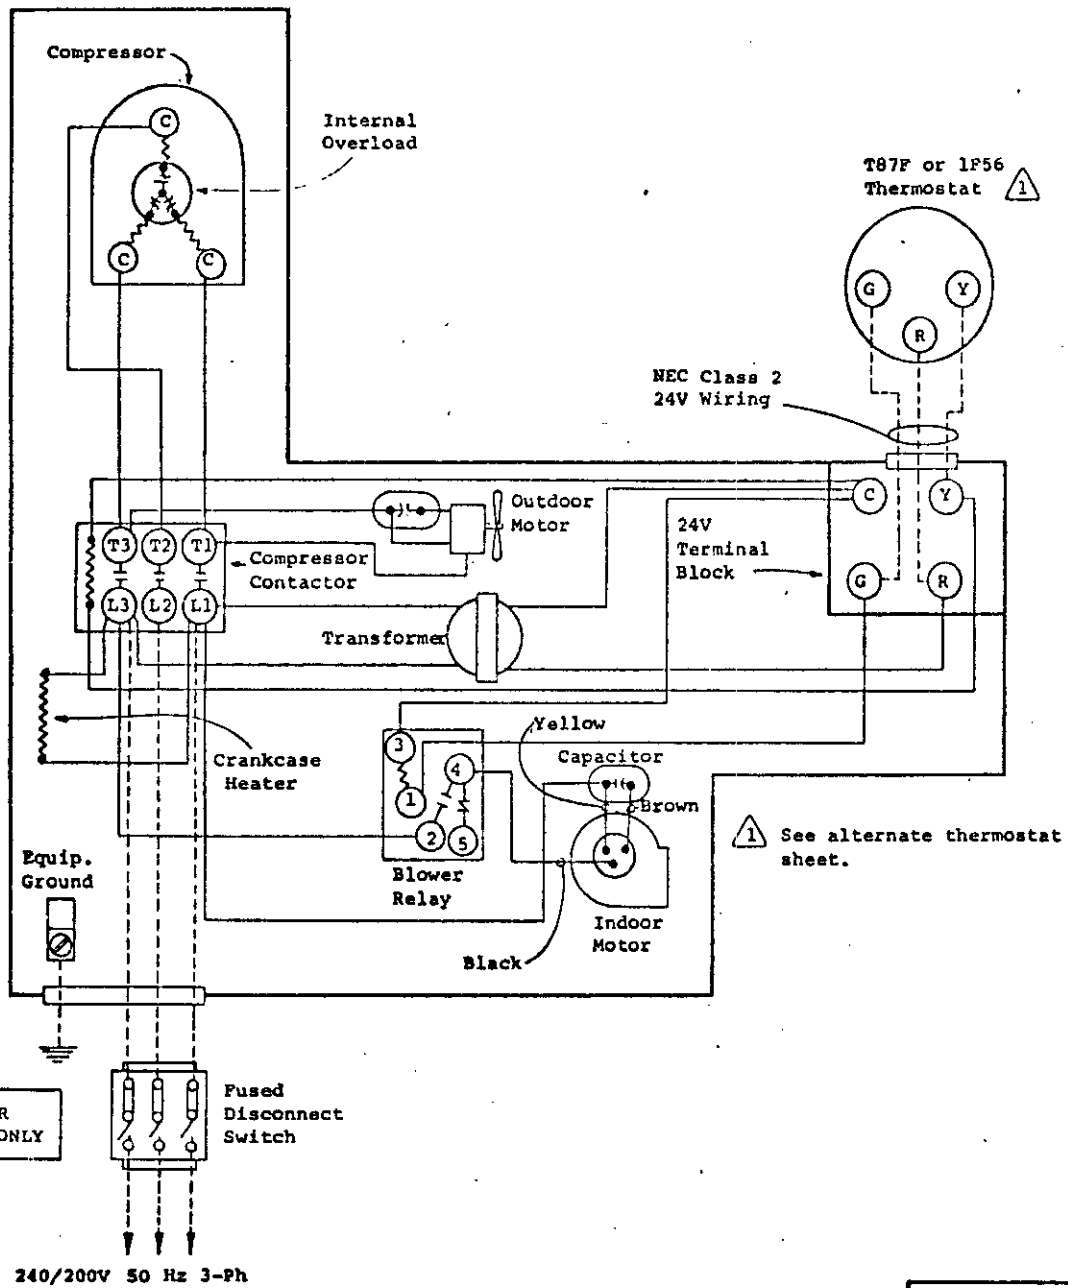 Compressor
C
Internal
Overload
C
C
T87F or 1F56
Thermostat 1
G
Y
R
NEC Class 2
24V Wiring
C
Y
24V
Terminal
Block
G
R
Outdoor
Motor
T3
T2
T1
Compressor
Contactor
L3
L2
L1
Transformer
Yellow
Crankcase
Heater
3
4
1
2
5
Blower
Relay
Capacitor
Brown
Indoor
Motor
Black
1 See alternate thermostat
sheet.
Equip.
Ground
Fused
Disconnect
Switch
R
ONLY
240/200V 50 Hz 3-Ph